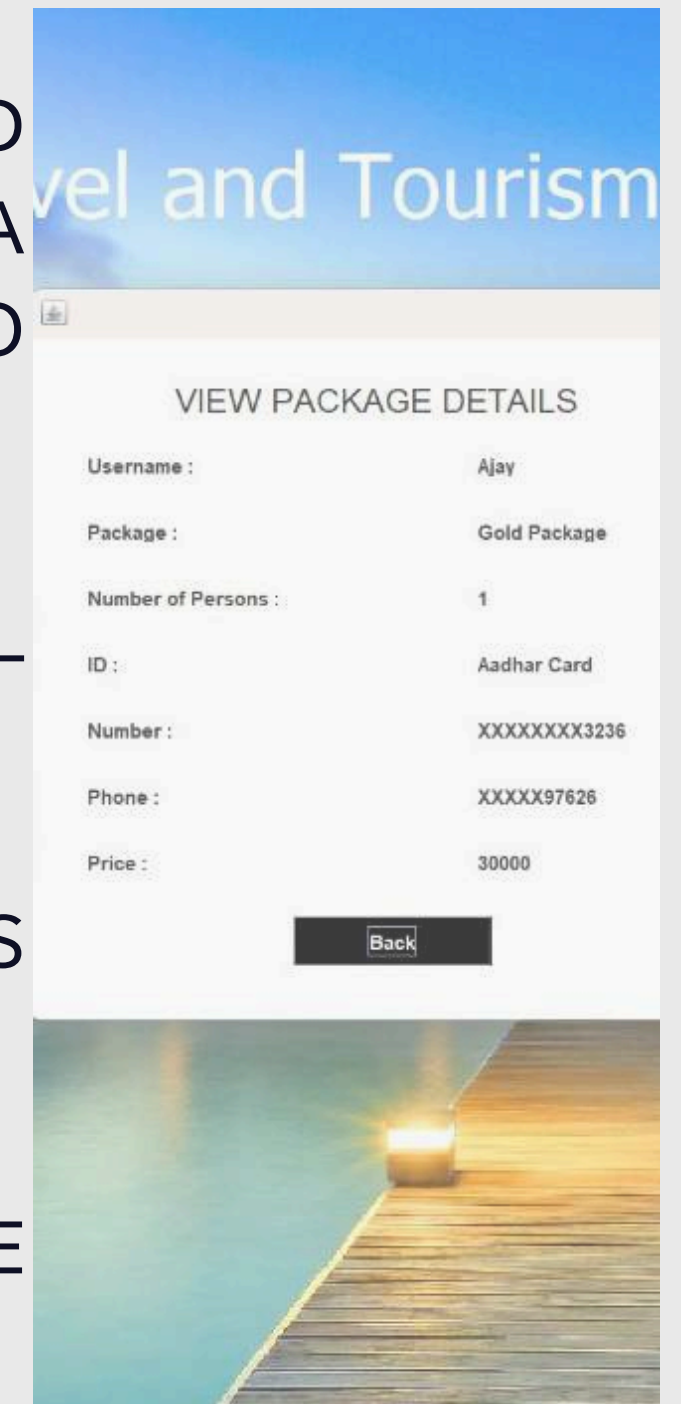 O
vel and Tourism
A
O
VIEW PACKAGE DETAILS
Username : Ajay
Package : Gold Package
Number of Persons : 1
ID : Aadhar Card
Number : XXXXXXXX3236
Phone : XXXXX97626
Price : 30000
S
Back
E